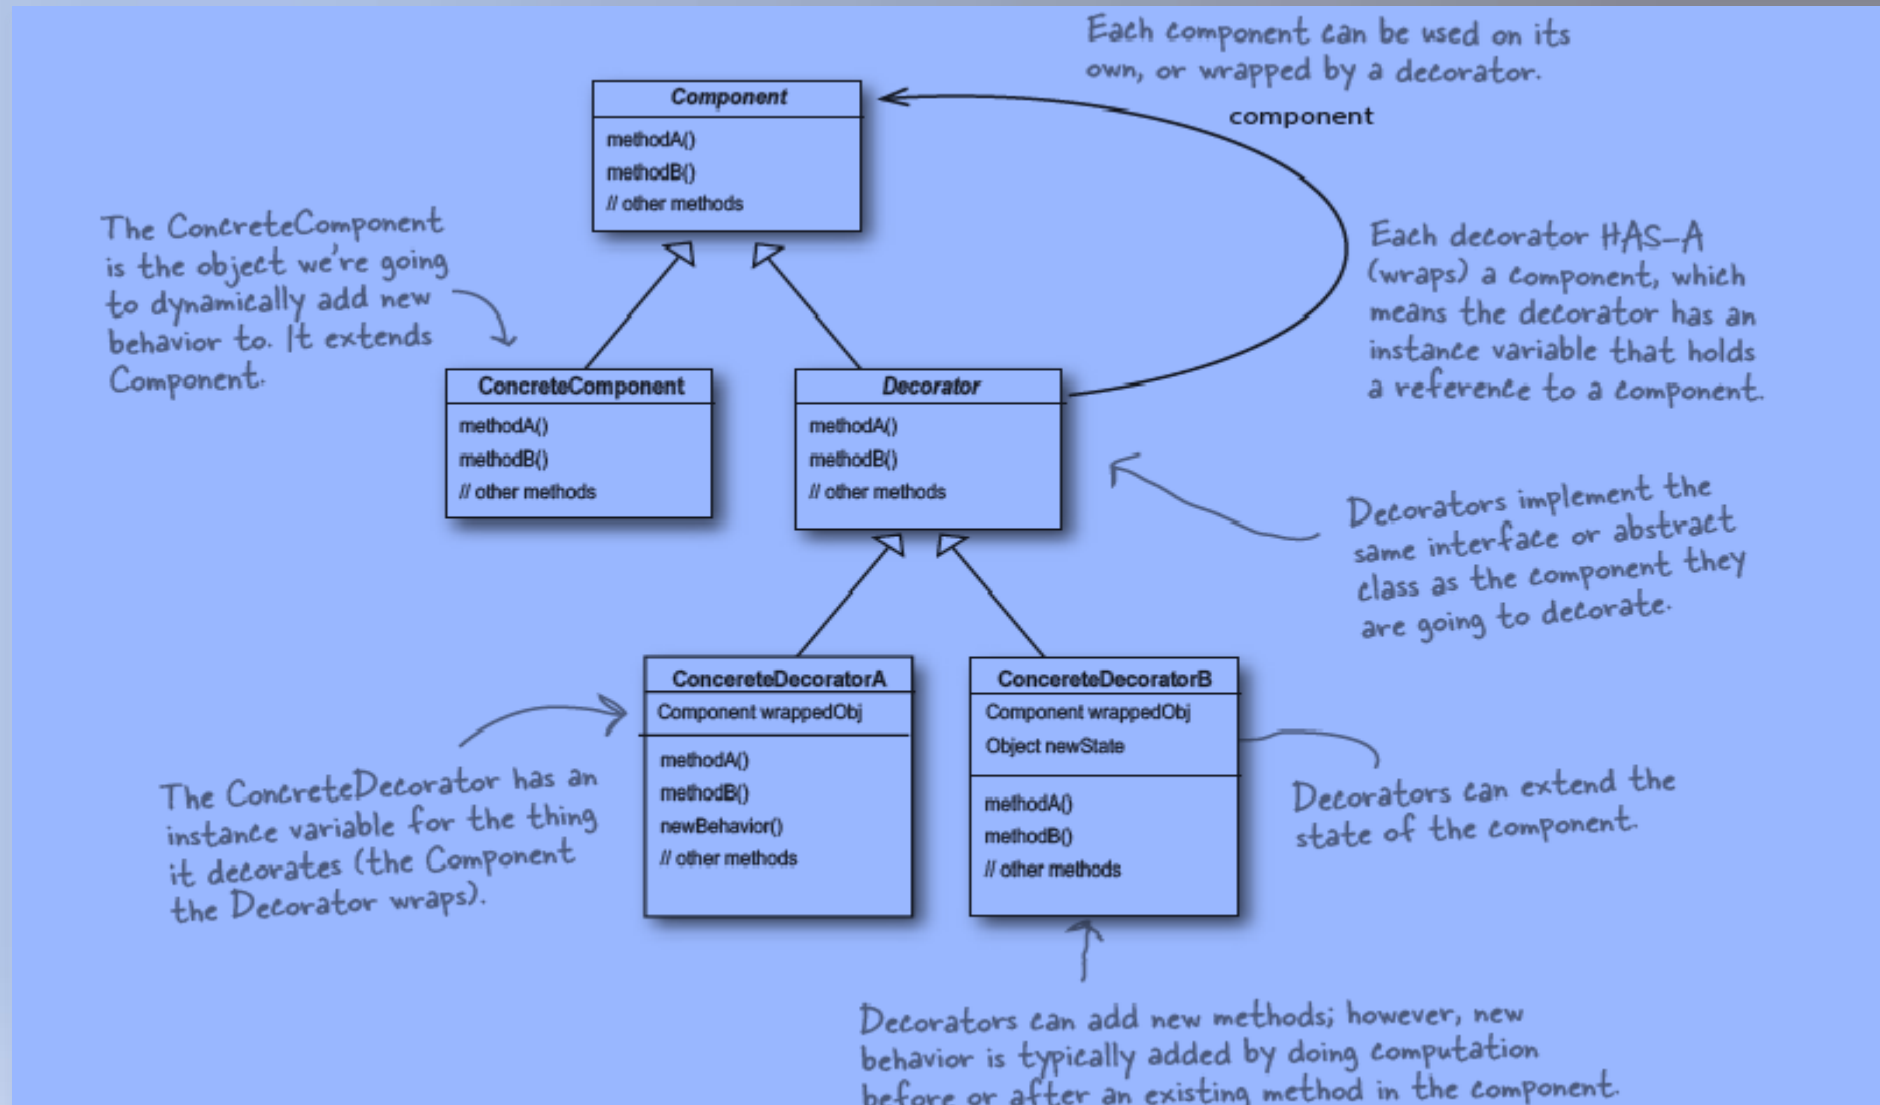 Each component can be used on its
own, or wrapped by a decorator.
component
Component
methodA()
methodB()
// other methods
The ConcreteComponent
is the object we're going
to dynamically add new
behavior to. It extends
Component.
Each decorator HAS-A
(wraps) a component, which
means the decorator has an
instance variable that holds
a reference to a component.
ConcreteComponent
methodA()
methodB()
// other methods
Decorator
methodA()
methodB()
// other methods
Decorators implement the
same interface or abstract
class as the component they
are going to decorate.
ConcereteDecoratorA
Component wrappedObj
methodA()
methodB()
newBehavior()
// other methods
ConcereteDecoratorB
Component wrappedObj
Object newState
methodA()
methodB()
// other methods
The ConcreteDecorator has an
instance variable for the thing
it decorates (the Component
the Decorator wraps).
Decorators can extend the
state of the component.
Decorators can add new methods; however, new
behavior is typically added by doing computation
before or after an existing method in the component.